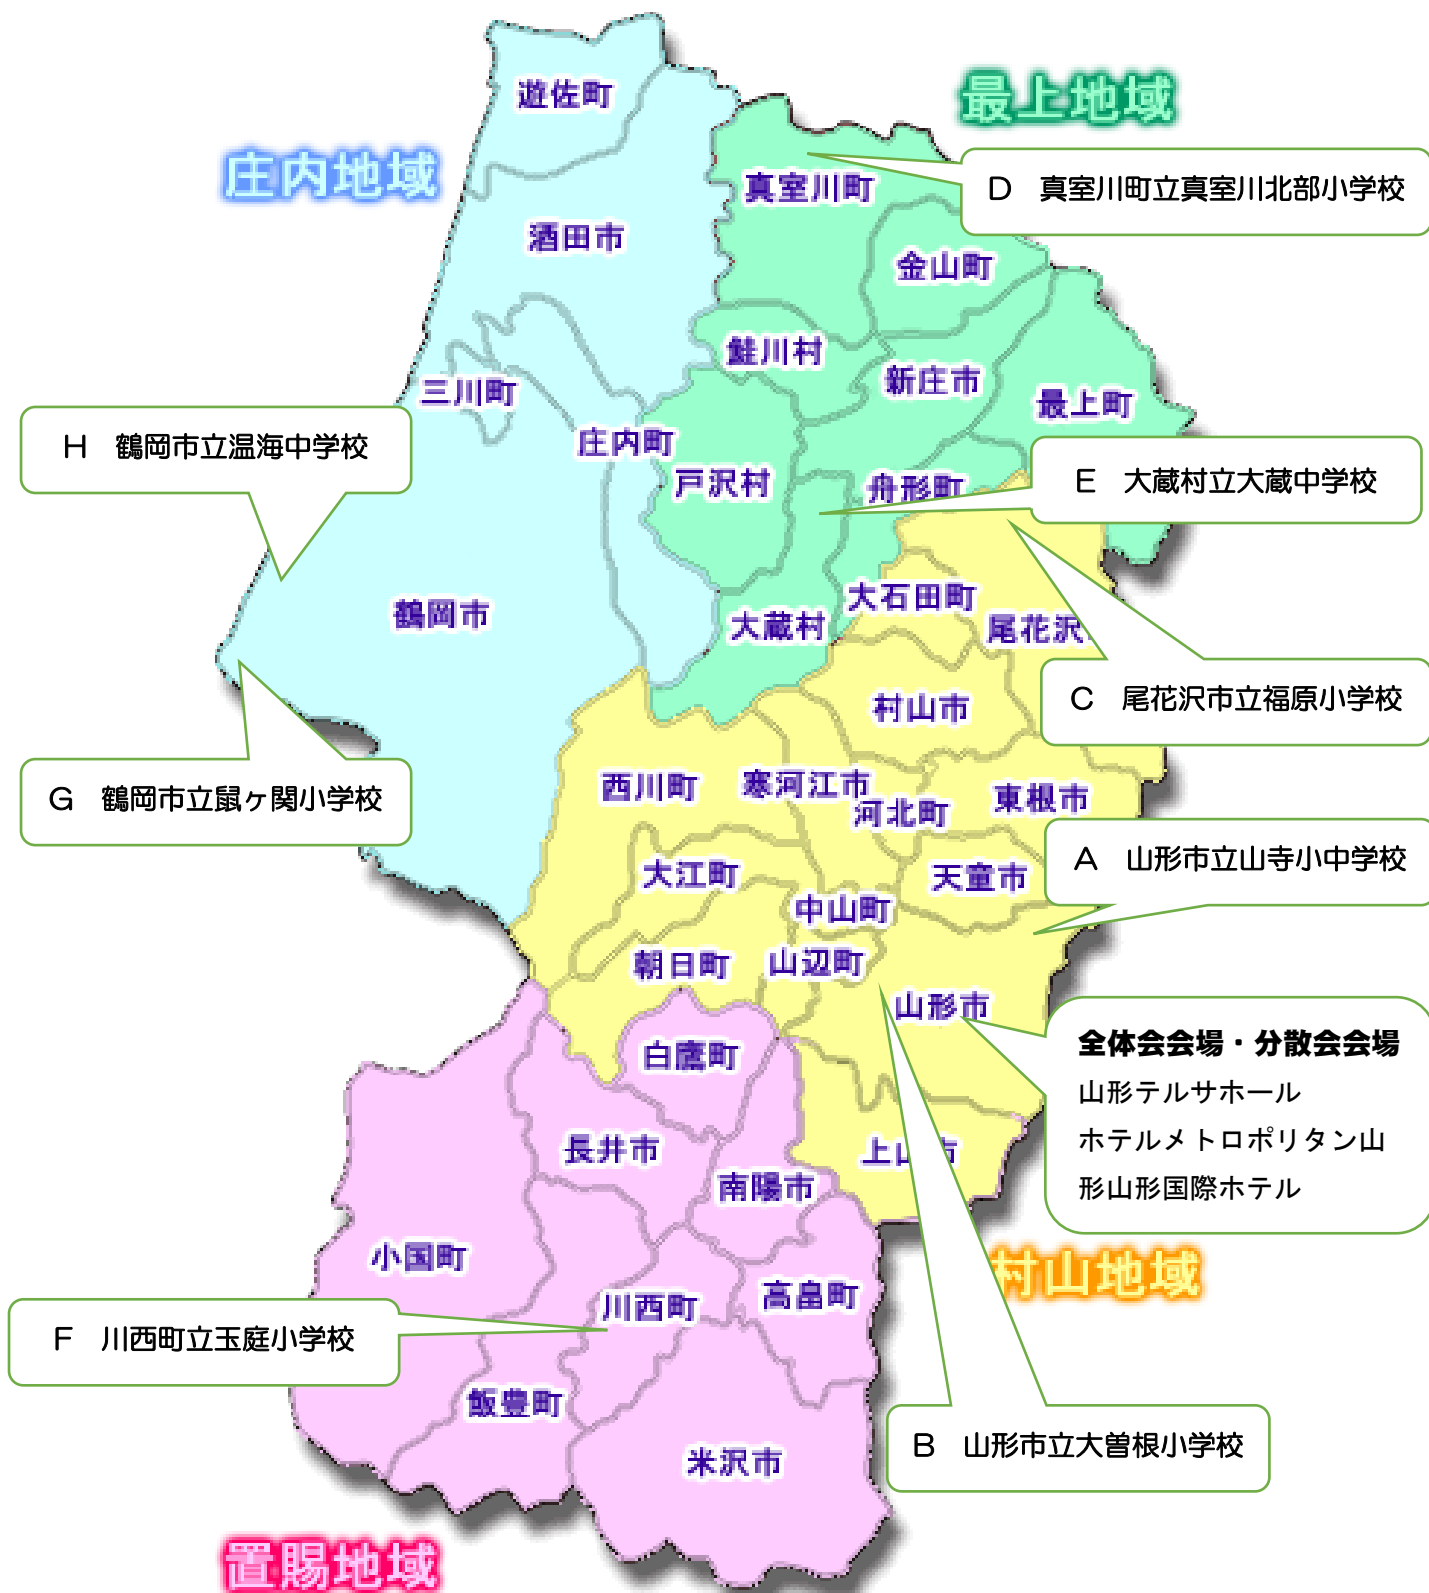 遊佐町
最上地域
庄内地域
D　真室川町立真室川北部小学校
真室川町
酒田市
金山町
鮭川村
新庄市
三川町
最上町
庄内町
H　鶴岡市立温海中学校
戸沢村
舟形町
E　大蔵村立大蔵中学校
大石田町
鶴岡市
大蔵村
尾花沢
村山市
C　尾花沢市立福原小学校
西川町
寒河江市
東根市
G　鶴岡市立鼠ヶ関小学校
河北町
A　山形市立山寺小中学校
大江町
天童市
中山町
朝日町
山辺町
山形市
全体会会場・分散会会場
山形テルサホール
ホテルメトロポリタン山
形山形国際ホテル
白鷹町
長井市
上山市
南陽市
小国町
村山地域
高畠町
川西町
F　川西町立玉庭小学校
飯豊町
B　山形市立大曽根小学校
米沢市
置賜地域